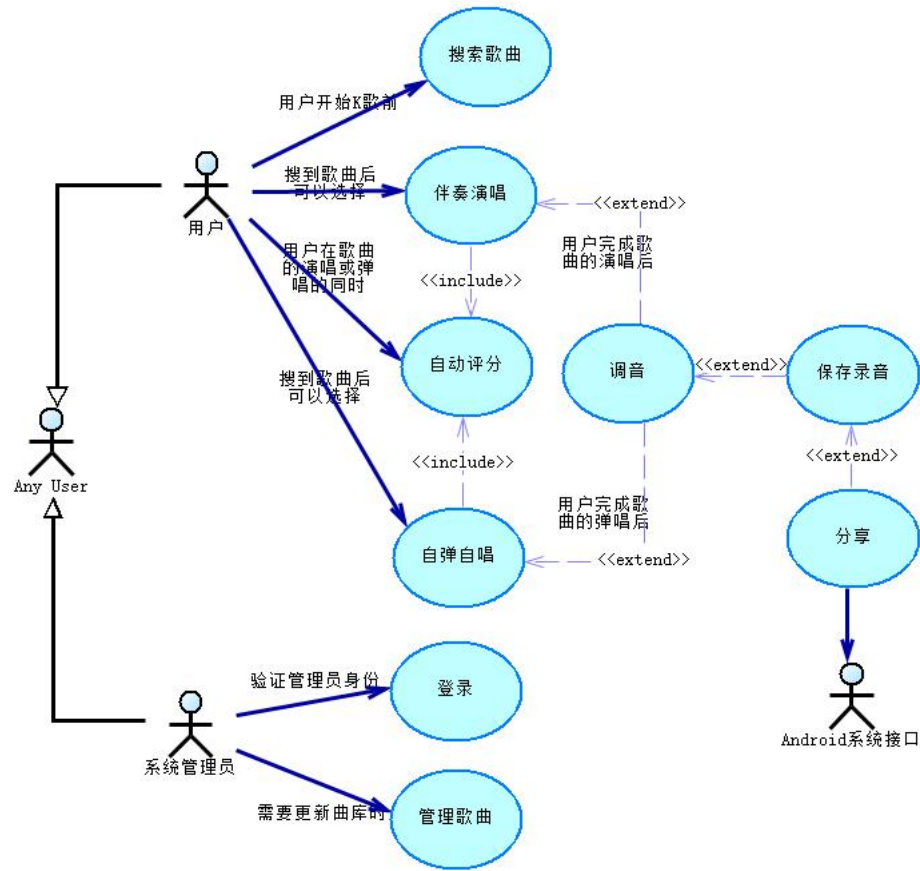 搜索歌曲
用户开始K歌前
搜到歌曲后
可以选择
伴奏演唱
<<extend>>
用户
用户完成歌
曲的演唱后
用户在歌曲
的演唱或弹
唱的同时
<<include>>
自动评分
调音
<<extend>>
保存录音
搜到歌曲后
可以选择
<<include>>
<<extend>>
Any User
用户完成歌
曲的弹唱后
分享
自弹自唱
<<extend>>
验证管理员身份
登录
系统管理员
Android系统接口
需要更新曲库时
管理歌曲